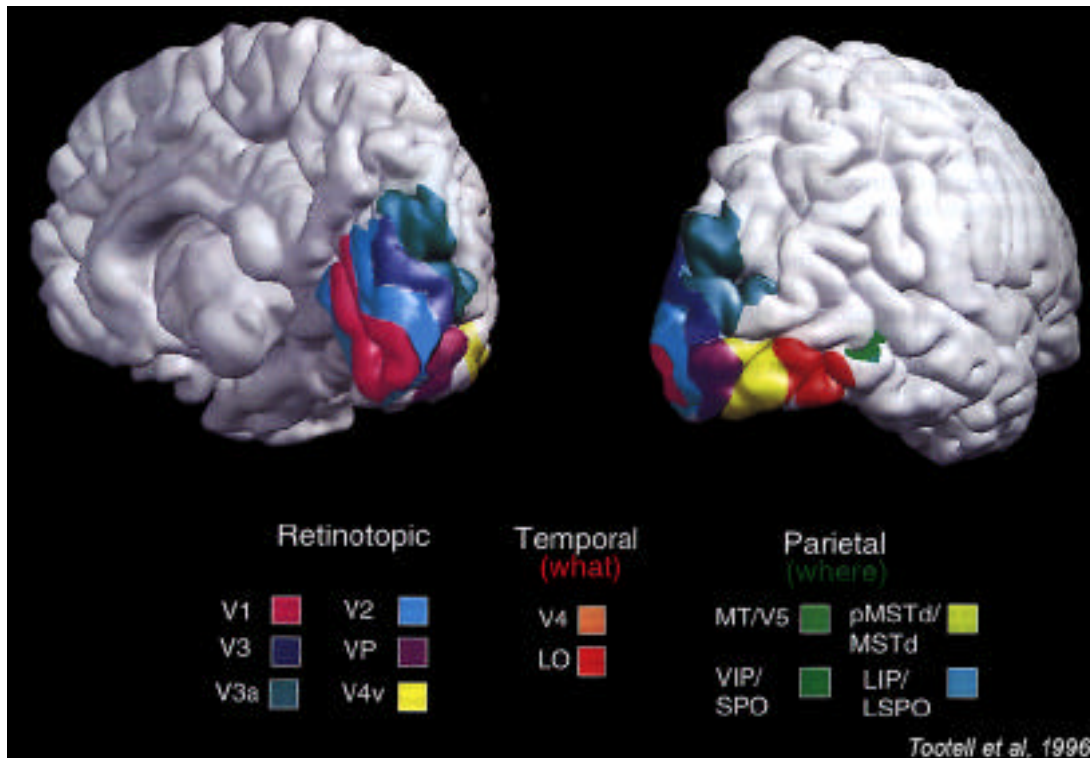 Retinotopic
V1
V2
V3
VP
V3a
V4v
Temporal
(what)
V4
LO
Parietal
(where)
MT/V5
pMSTd/
MSTd
VIP/
SPO
LIP/
LSPO
Tootell et al, 1996